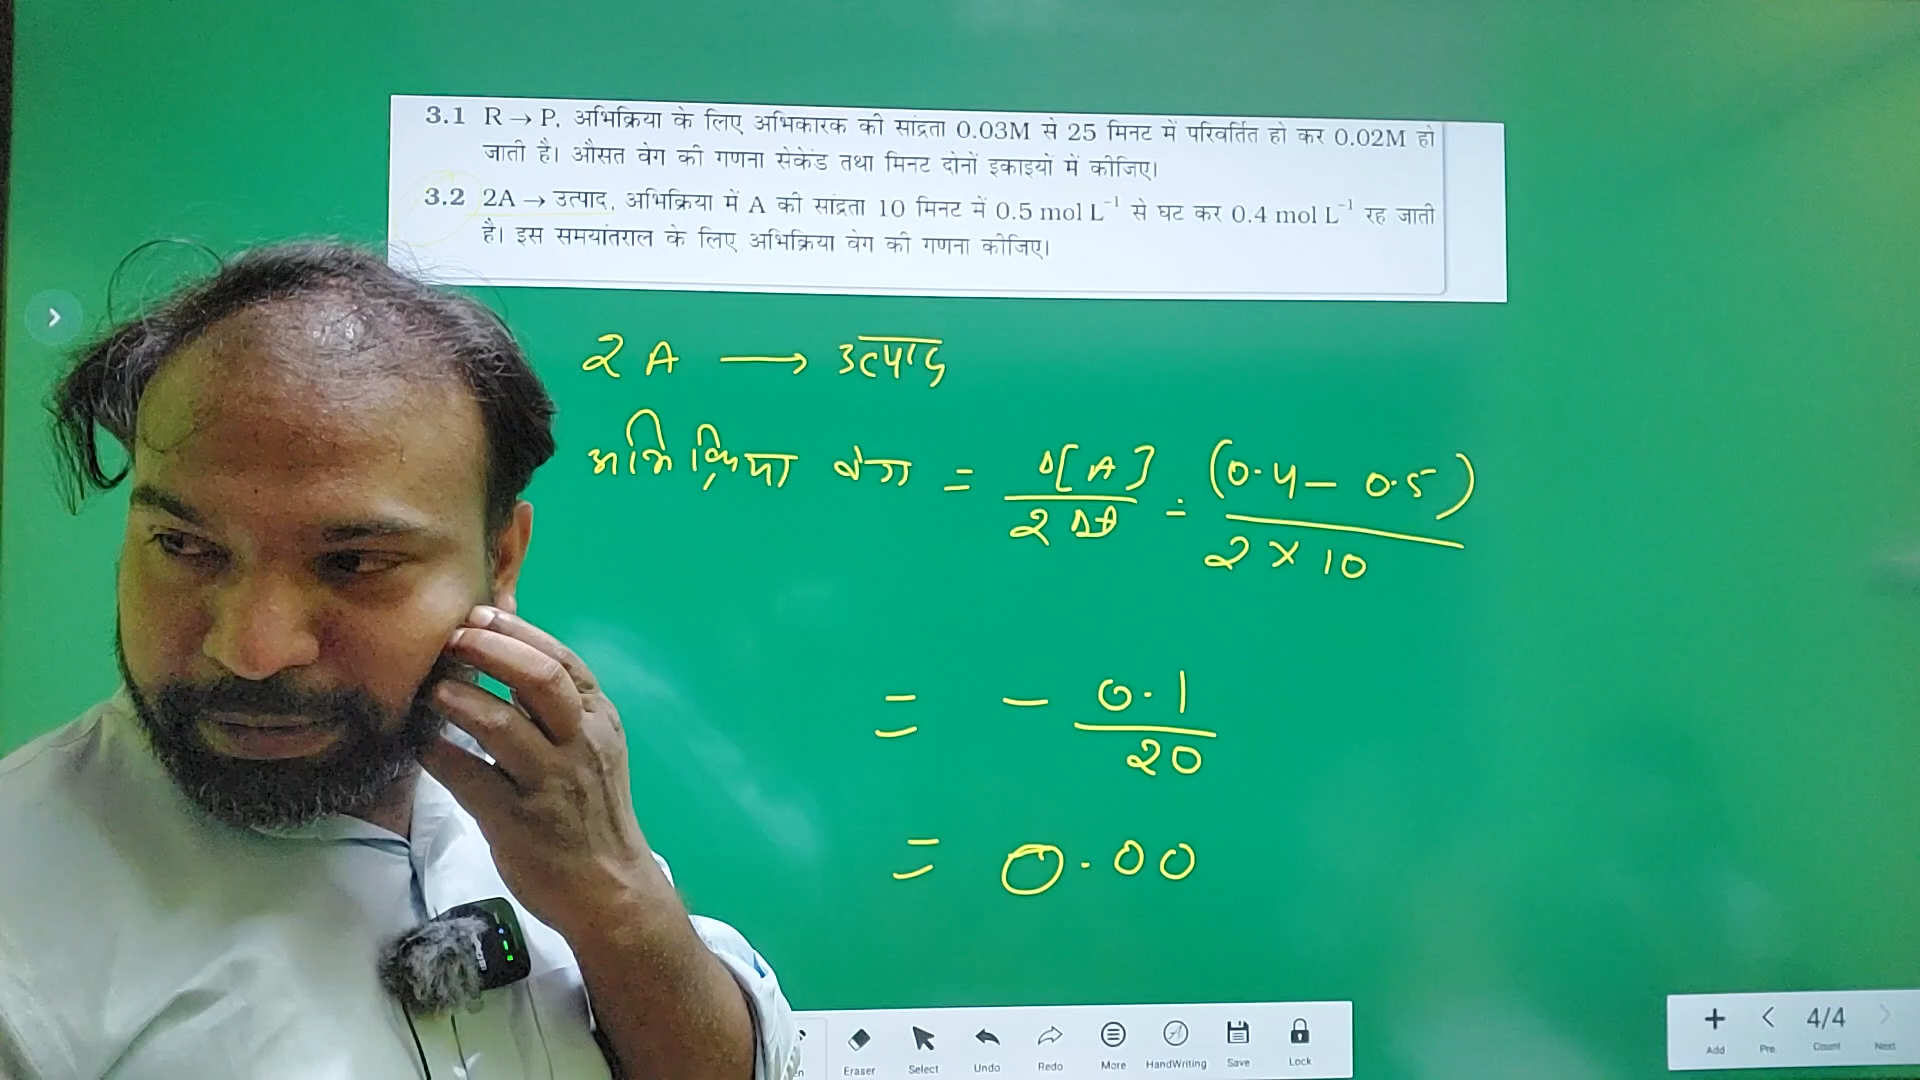 3.1 R → P, अभिक्रिया के लिए अभिकारक की सांद्रता 0.03M से 25 मिनट में परिवर्तित हो कर 0.02M हो
जाती है। औसत वेग की गणना सेकेंड तथा मिनट दोनों इकाइयों में कीजिए।
3.2 2A → उत्पाद, अभिक्रिया में A की सांद्रता 10 मिनट में 0.5 mol L⁻¹ से घट कर 0.4 mol L⁻¹ रह जाती
है। इस समयांतराल के लिए अभिक्रिया वेग की गणना कीजिए।
2 A ⟶ उत्पाद
अभिक्रिया वेग = Δ[A] / 2 Δt = (0.4 - 0.5) / 2 × 10
= - 0.1 / 20
= 0.00
Eraser Select Undo Redo More HandWriting Save Lock
4/4
Add Pre Count Next